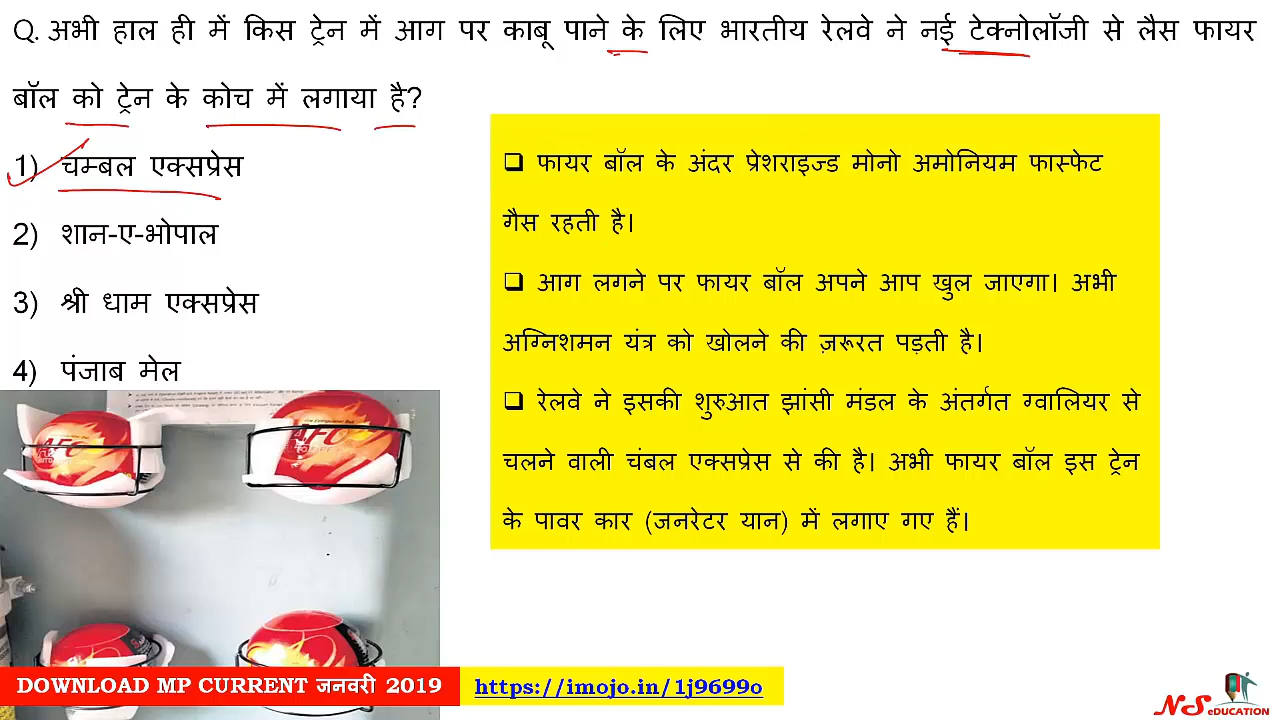 Q. अभी हाल ही में किस ट्रेन में आग पर काबू पाने के लिए भारतीय रेलवे ने नई टेक्नोलॉजी से लैस फायर
बॉल को ट्रेन के कोच में लगाया है?
1) चम्बल एक्सप्रेस
2) शान-ए-भोपाल
3) श्री धाम एक्सप्रेस
4) पंजाब मेल
❑ फायर बॉल के अंदर प्रेशराइज्ड मोनो अमोनियम फास्फेट
गैस रहती है।
❑ आग लगने पर फायर बॉल अपने आप खुल जाएगा। अभी
अग्निशमन यंत्र को खोलने की ज़रूरत पड़ती है।
❑ रेलवे ने इसकी शुरुआत झांसी मंडल के अंतर्गत ग्वालियर से
चलने वाली चंबल एक्सप्रेस से की है। अभी फायर बॉल इस ट्रेन
के पावर कार (जनरेटर यान) में लगाए गए हैं।
AFO
AFO
DOWNLOAD MP CURRENT जनवरी 2019
https://imojo.in/1j9699o
NS eDUCATION